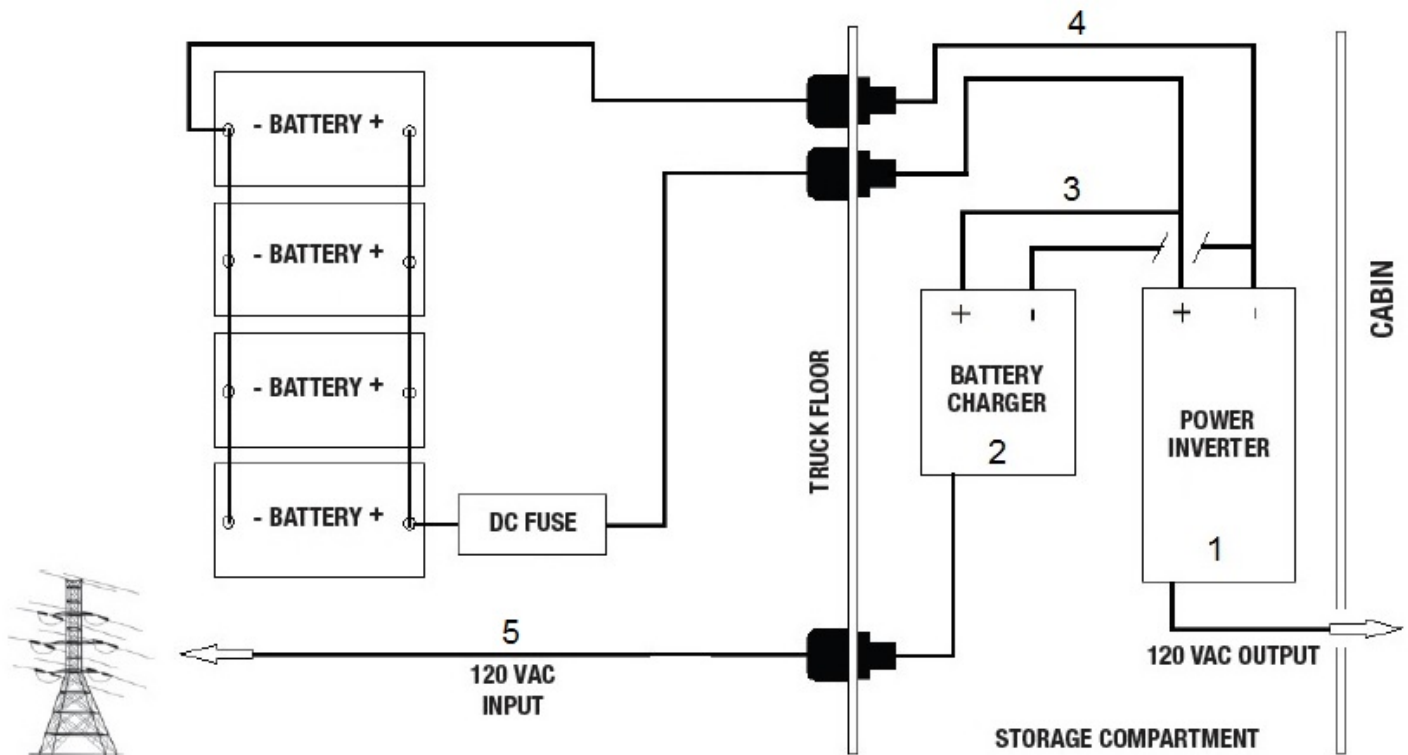 4
- BATTERY +
- BATTERY +
- BATTERY +
- BATTERY +
DC FUSE
TRUCK FLOOR
3
+ -
BATTERY
CHARGER
2
+ -
POWER
INVERTER
1
CABIN
5
120 VAC
INPUT
120 VAC OUTPUT
STORAGE COMPARTMENT